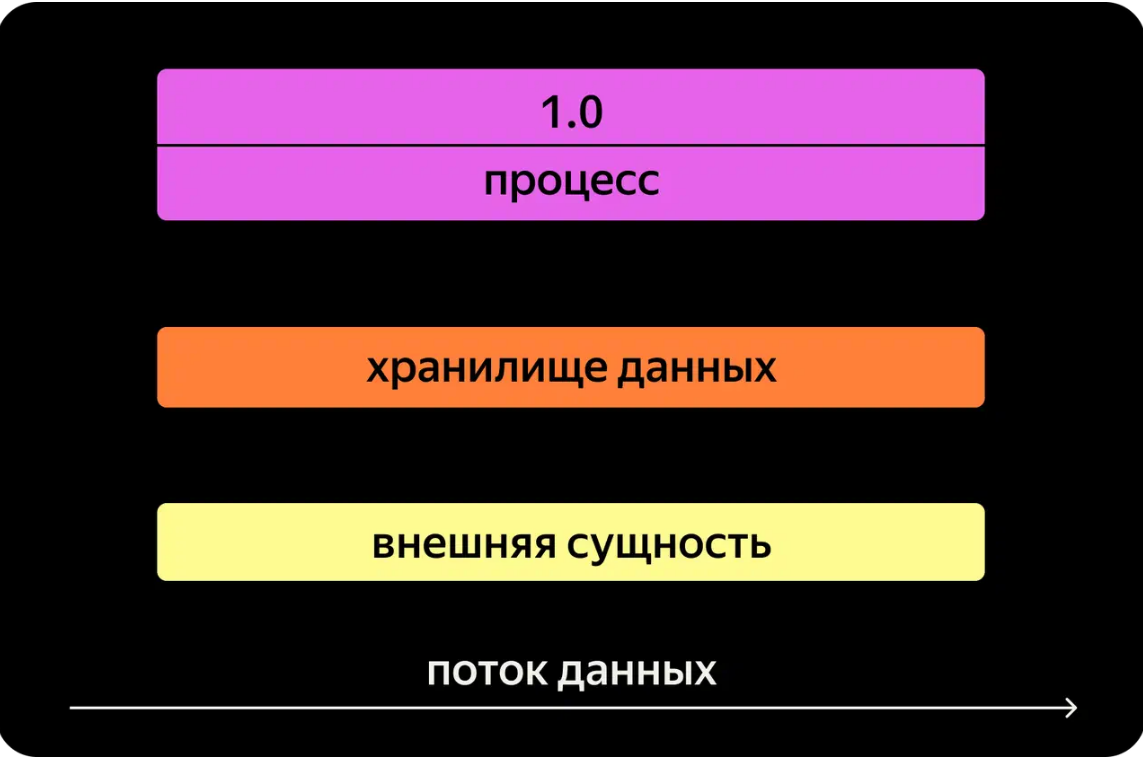 1.0
процесс
хранилище данных
внешняя сущность
поток данных